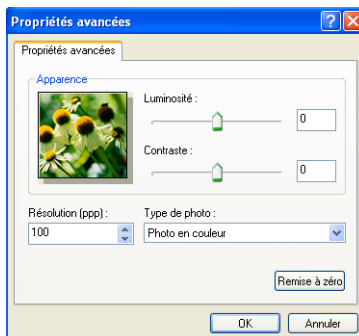 Propriétés avancées
Propriétés avancées
Apparence
Luminosité :
0
Contraste :
0
Résolution (ppp) :
Type de photo :
100
Photo en couleur
Remise à zéro
OK
Annuler